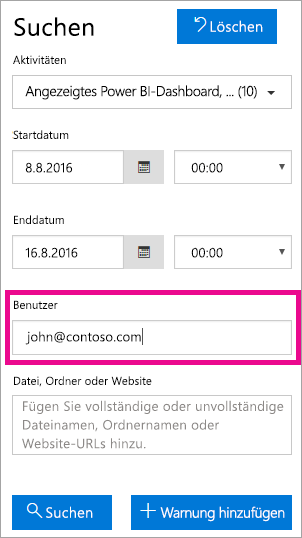 Suchen
Löschen
Aktivitäten
Angezeigtes Power BI-Dashboard, ... (10)
Startdatum
8.8.2016 00:00
Enddatum
16.8.2016 00:00
Benutzer
john@contoso.com
Datei, Ordner oder Website
Fügen Sie vollständige oder unvollständige
Dateinamen, Ordnernamen oder
Website-URLs hinzu.
Suchen
Warnung hinzufügen